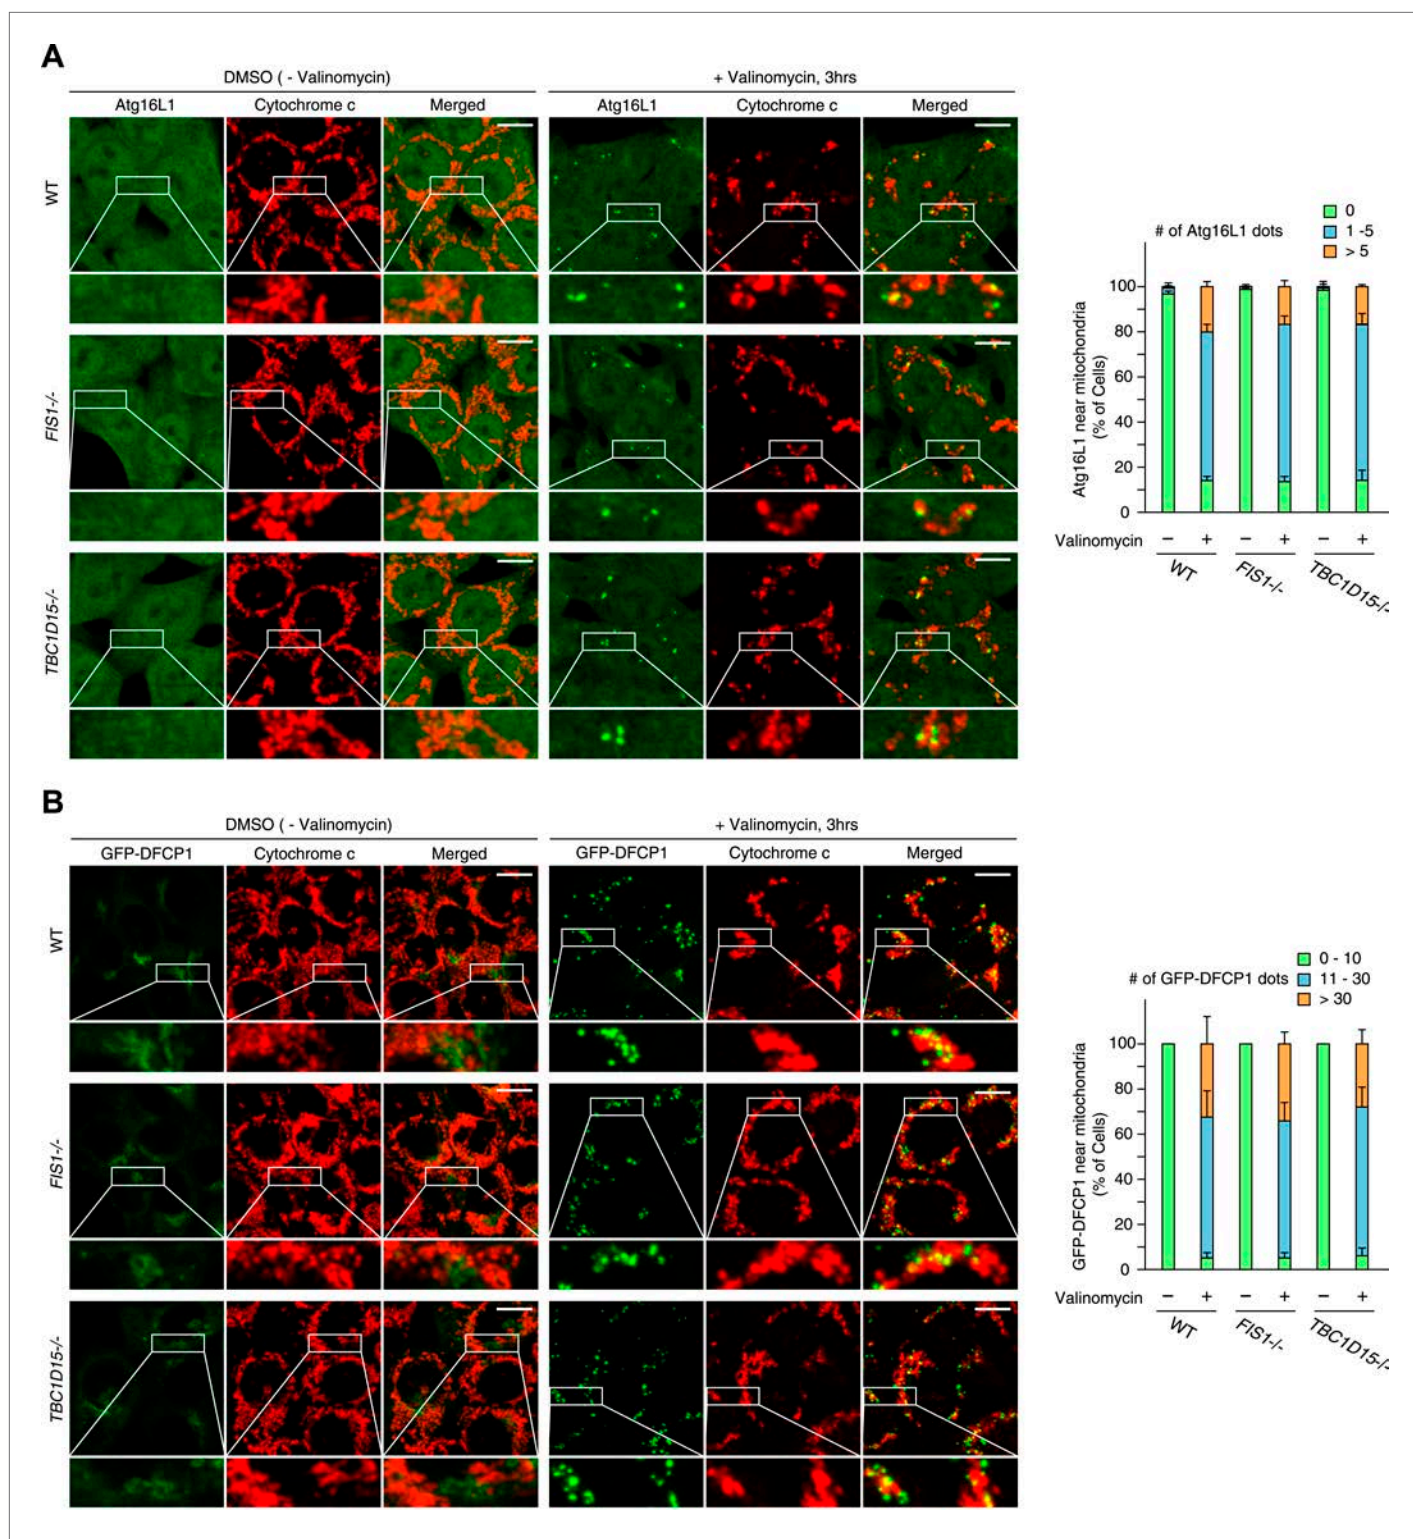 A
DMSO ( - Valinomycin)
+ Valinomycin, 3hrs
Atg16L1
Cytochrome c
Merged
Atg16L1
Cytochrome c
Merged
WT
FIS1-/-
TBC1D15-/-
# of Atg16L1 dots
0
1 -5
> 5
Atg16L1 near mitochondria
(% of Cells)
100
80
60
40
20
0
Valinomycin
– + – + – +
WT
FIS1-/-
TBC1D15-/-
B
DMSO ( - Valinomycin)
+ Valinomycin, 3hrs
GFP-DFCP1
Cytochrome c
Merged
GFP-DFCP1
Cytochrome c
Merged
WT
FIS1-/-
TBC1D15-/-
# of GFP-DFCP1 dots
0 - 10
11 - 30
> 30
GFP-DFCP1 near mitochondria
(% of Cells)
100
80
60
40
20
0
Valinomycin
– + – + – +
WT
FIS1-/-
TBC1D15-/-